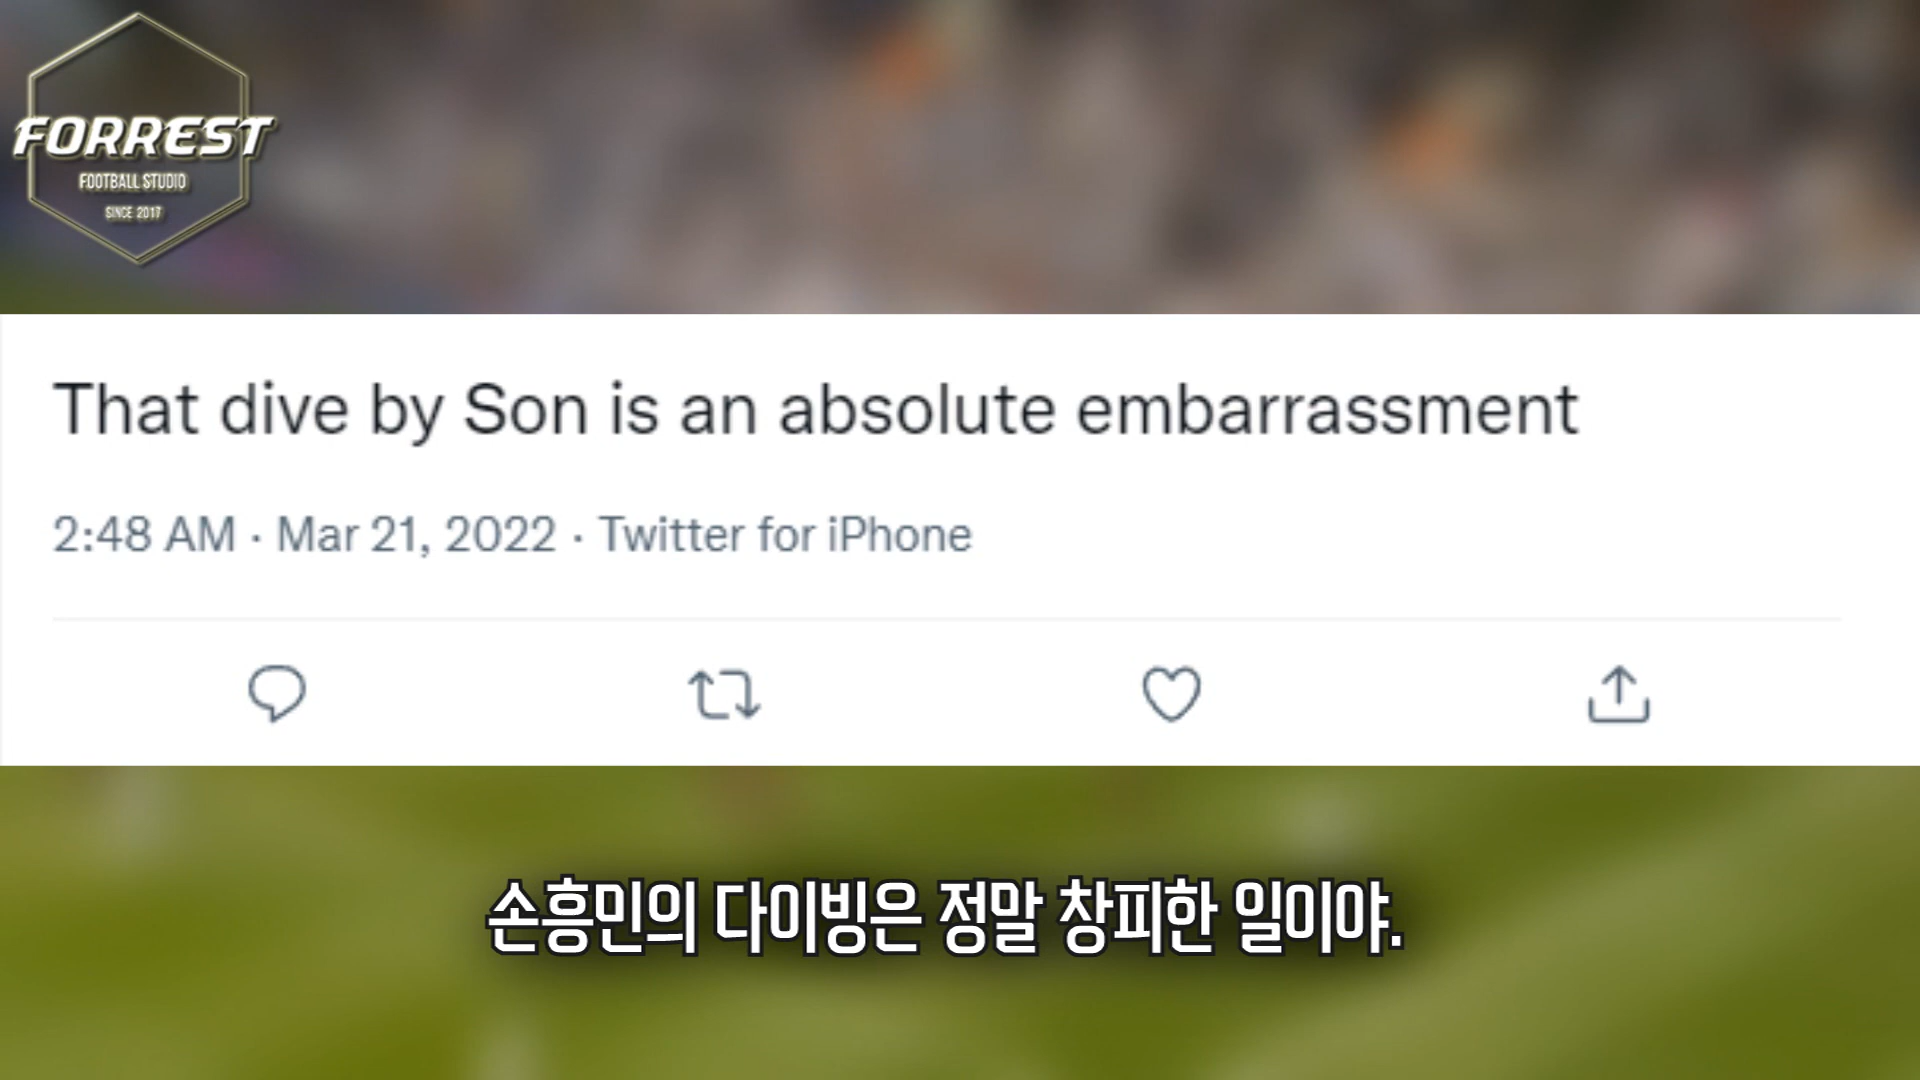 FORREST
FOOTBALL STUDIO
SINCE 2017
That dive by Son is an absolute embarrassment
2:48 AM · Mar 21, 2022 · Twitter for iPhone
손흥민의 다이빙은 정말 창피한 일이야.